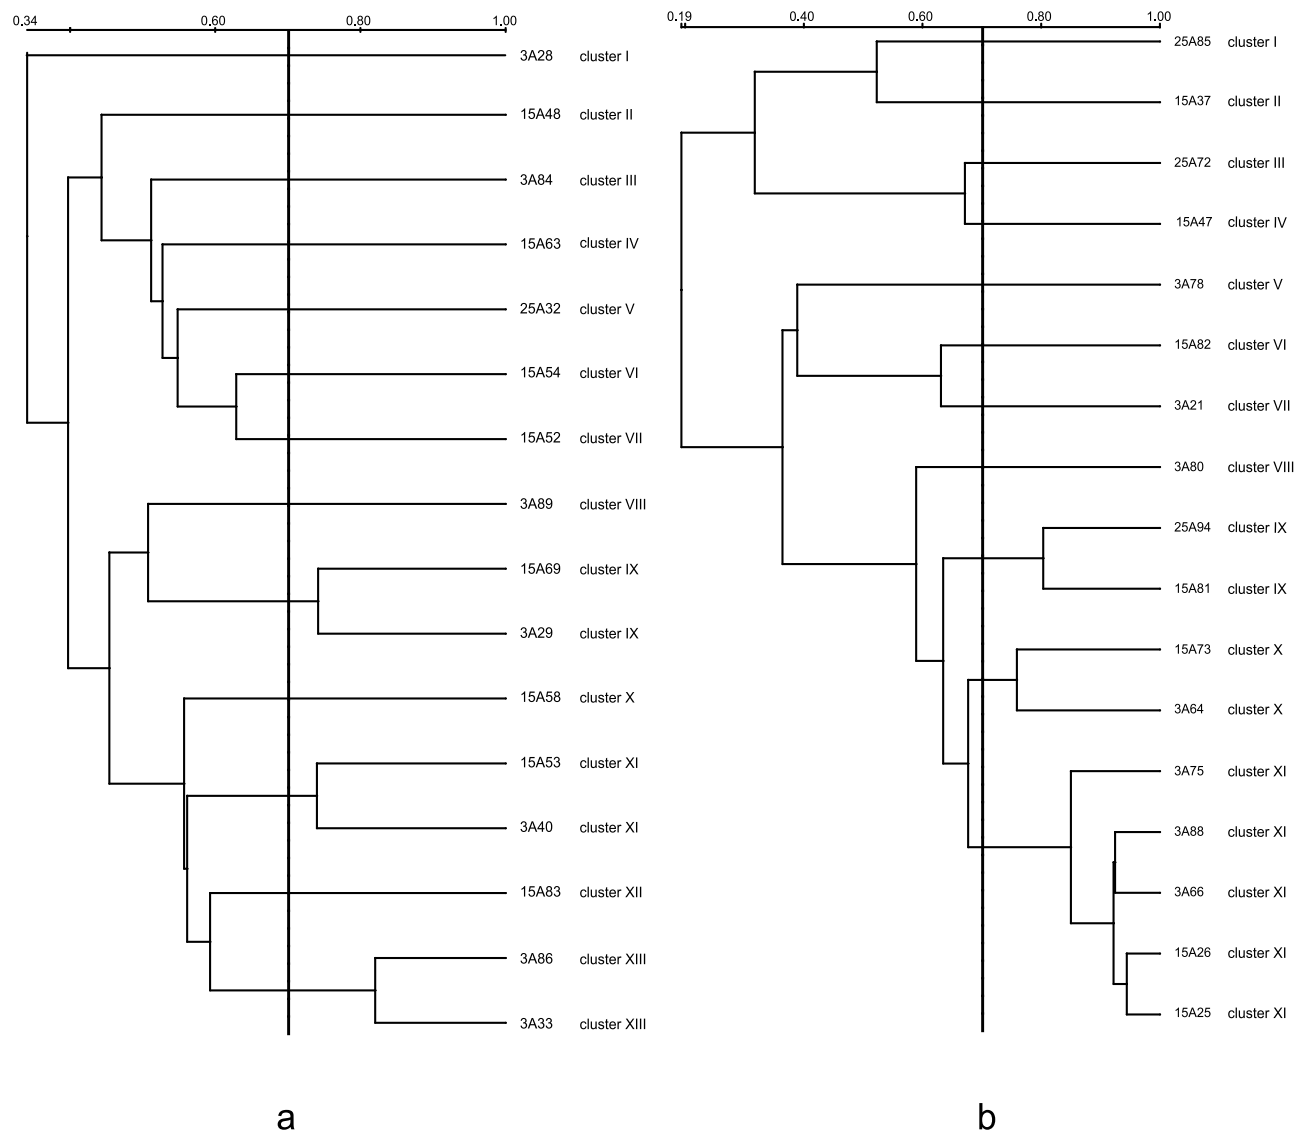 0.34 0.60 0.80 1.00
3A28 cluster I
15A48 cluster II
3A84 cluster III
15A63 cluster IV
25A32 cluster V
15A54 cluster VI
15A52 cluster VII
3A89 cluster VIII
15A69 cluster IX
3A29 cluster IX
15A58 cluster X
15A53 cluster XI
3A40 cluster XI
15A83 cluster XII
3A86 cluster XIII
3A33 cluster XIII
a
0.19 0.40 0.60 0.80 1.00
25A85 cluster I
15A37 cluster II
25A72 cluster III
15A47 cluster IV
3A78 cluster V
15A82 cluster VI
3A21 cluster VII
3A80 cluster VIII
25A94 cluster IX
15A81 cluster IX
15A73 cluster X
3A64 cluster X
3A75 cluster XI
3A88 cluster XI
3A66 cluster XI
15A26 cluster XI
15A25 cluster XI
b